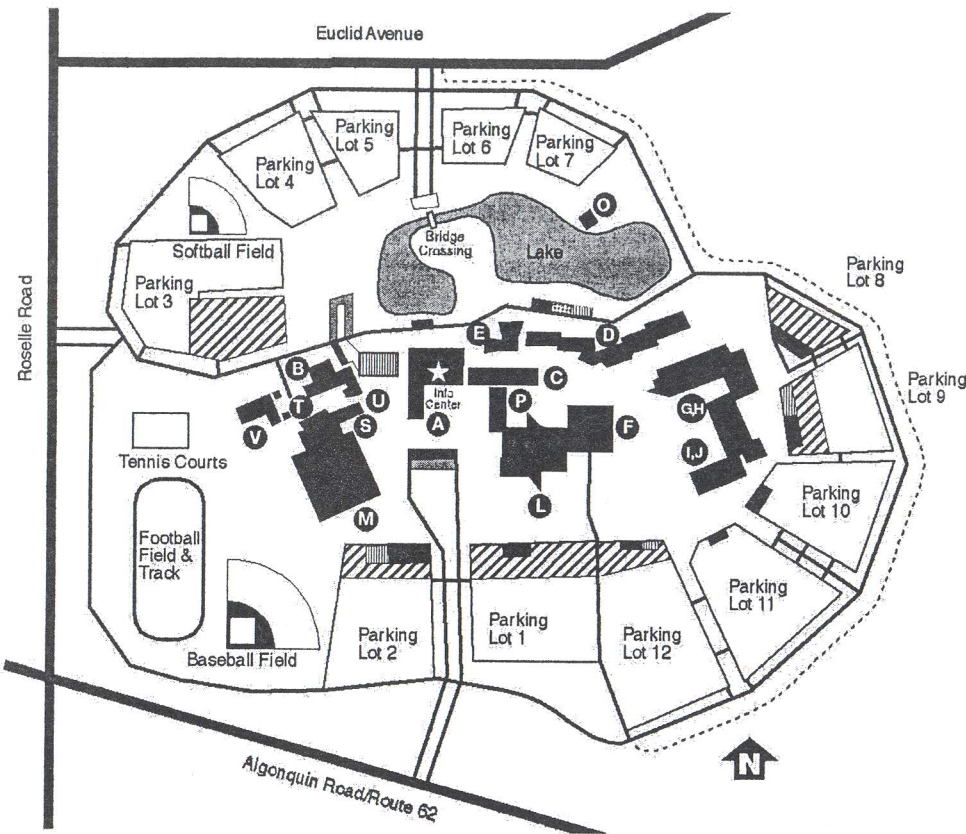 Euclid Avenue
Parking
Lot 5
Parking
Lot 6
Parking
Lot 7
Parking
Lot 4
O
Softball Field
Bridge
Crossing
Lake
Parking
Lot 3
Parking
Lot 8
Roselle Road
E
D
B
Info
Center
C
Parking
Lot 9
T
U
P
G,H
V
S
A
F
Tennis Courts
I,J
M
L
Parking
Lot 10
Football
Field &
Track
Parking
Lot 11
Parking
Lot 2
Parking
Lot 1
Parking
Lot 12
Baseball Field
Algonquin Road/Route 62
N